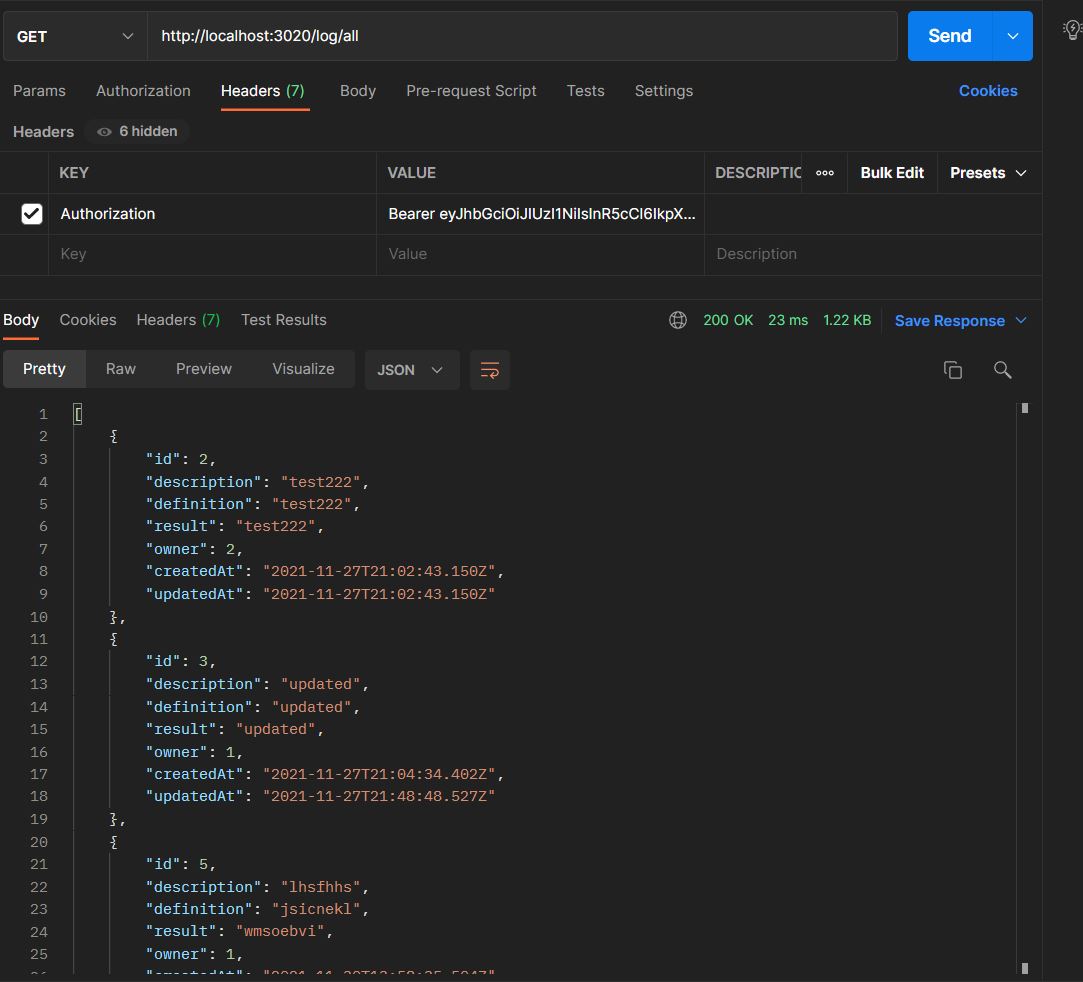 GET http://localhost:3020/log/all Send
Params Authorization Headers (7) Body Pre-request Script Tests Settings Cookies
Headers 6 hidden
KEY VALUE DESCRIPTIC ooo Bulk Edit Presets
Authorization Bearer eyJhbGciOiJIUzI1NiIsInR5cCI6IkpX...
Key Value Description
Body Cookies Headers (7) Test Results 200 OK 23 ms 1.22 KB Save Response
Pretty Raw Preview Visualize JSON
1 [
2 {
3 "id": 2,
4 "description": "test222",
5 "definition": "test222",
6 "result": "test222",
7 "owner": 2,
8 "createdAt": "2021-11-27T21:02:43.150Z",
9 "updatedAt": "2021-11-27T21:02:43.150Z"
10 },
11 {
12 "id": 3,
13 "description": "updated",
14 "definition": "updated",
15 "result": "updated",
16 "owner": 1,
17 "createdAt": "2021-11-27T21:04:34.402Z",
18 "updatedAt": "2021-11-27T21:48:48.527Z"
19 },
20 {
21 "id": 5,
22 "description": "lhsfhhs",
23 "definition": "jsicnekl",
24 "result": "wmsoebvi",
25 "owner": 1,